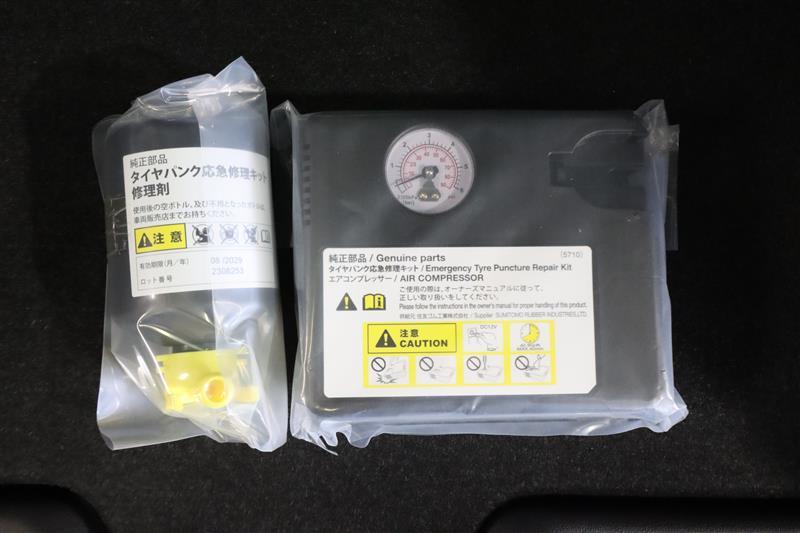 純正部品
タイヤパンク応急修理キット
修理剤
使用後の空ボトル、及び不用となったボトルは、
車両販売店までお持ちください。
注意
有効期限(月/年) 08/2029
ロット番号 2308253
純正部品/Genuine parts
(5710)
タイヤパンク応急修理キット/Emergency Tyre Puncture Repair Kit
エアコンプレッサー/AIR COMPRESSOR
ご使用の際は、オーナーズマニュアルに従って、
正しい取り扱いをしてください。
Please follow the instructions in the owner's manual for proper handling of this product.
供給元 住友ゴム工業株式会社/Supplier SUMITOMO RUBBER INDUSTRIES,LTD.
注意
CAUTION
DC12V